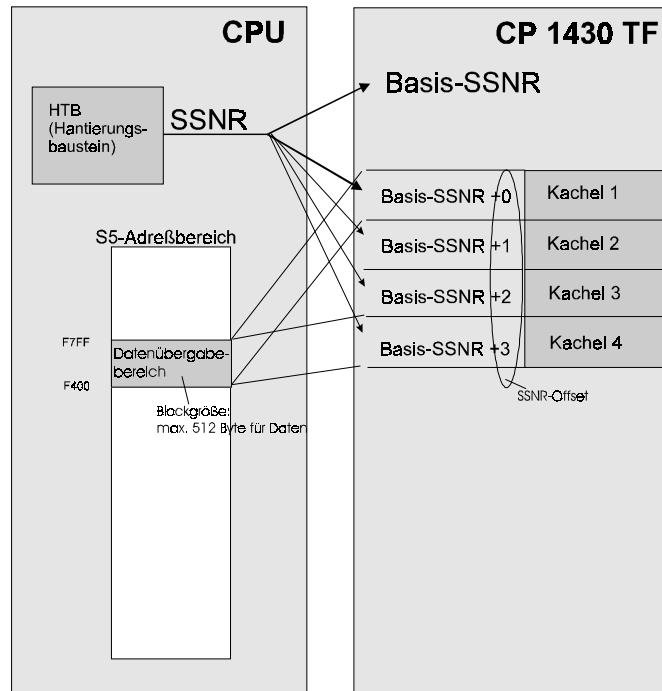 CPU
HTB
(Hantierungs-
baustein)
SSNR
S5-Adreßbereich
F7FF
Datenübergabe-
bereich
F400
Blockgröße:
max. 512 Byte für Daten
CP 1430 TF
Basis-SSNR
Basis-SSNR +0
Kachel 1
Basis-SSNR +1
Kachel 2
Basis-SSNR +2
Kachel 3
Basis-SSNR +3
Kachel 4
SSNR-Offset